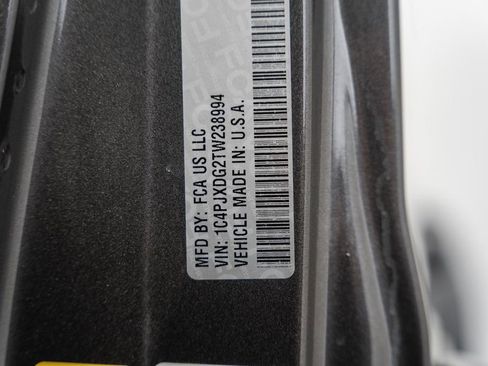 MFD BY: FCA US LLC
VIN: 1C4PJXDG2TW238994
VEHICLE MADE IN: U.S.A.